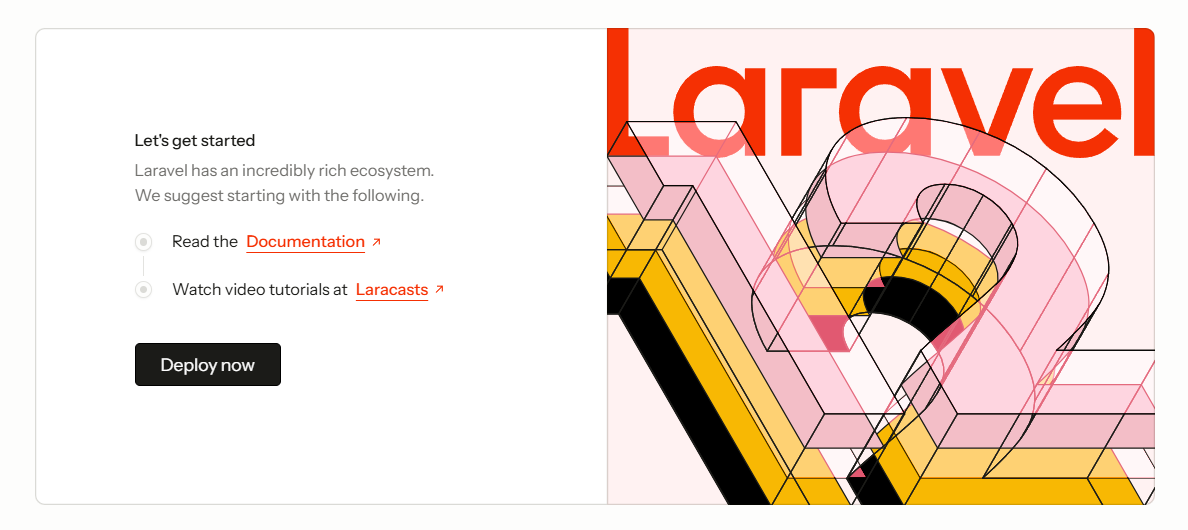 Let's get started
Laravel has an incredibly rich ecosystem.
We suggest starting with the following.
Read the Documentation ↗
Watch video tutorials at Laracasts ↗
Deploy now
Laravel